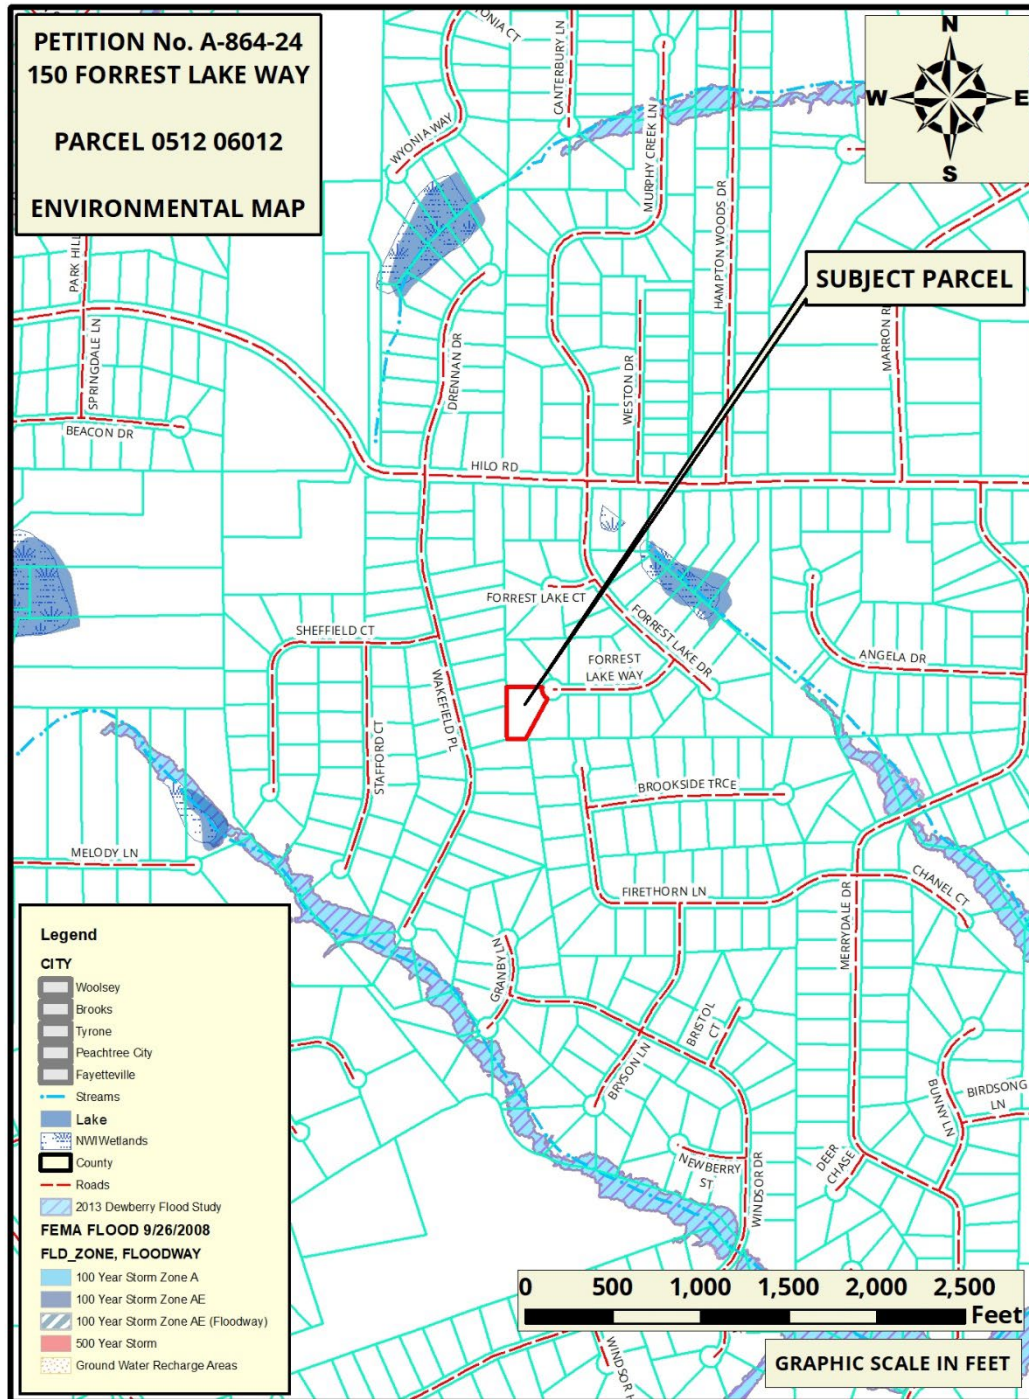 PETITION No. A-864-24
150 FORREST LAKE WAY
PARCEL 0512 06012
ENVIRONMENTAL MAP
N
W
E
S
SUBJECT PARCEL
CANTERBURY LN
WYONIA WAY
MURPHY CREEK LN
HAMPTON WOODS DR
PARK HILL
SPRINGDALE LN
BEACON DR
DRENNAN DR
WESTON DR
MARRON
HILO RD
FORREST LAKE CT
FORREST LAKE DR
FORREST
LAKE WAY
SHEFFIELD CT
WAKEFIELD PL
STAFFORD CT
ANGELA DR
BROOKSIDE TRCE
MELODY LN
FIRETHORN LN
CHANEL CT
MERRYDALE DR
GRANBY LN
BRISTOL
CT
BRYSON LN
BUNNY LN
BIRDSONG
LN
DEER
CHASE
NEWBERRY
ST
WINDSOR DR
WINDSOR
Legend
CITY
Woolsey
Brooks
Tyrone
Peachtree City
Fayetteville
Streams
Lake
NWI Wetlands
County
Roads
2013 Dewberry Flood Study
FEMA FLOOD 9/26/2008
FLD_ZONE, FLOODWAY
100 Year Storm Zone A
100 Year Storm Zone AE
100 Year Storm Zone AE (Floodway)
500 Year Storm
Ground Water Recharge Areas
0 500 1,000 1,500 2,000 2,500
Feet
GRAPHIC SCALE IN FEET